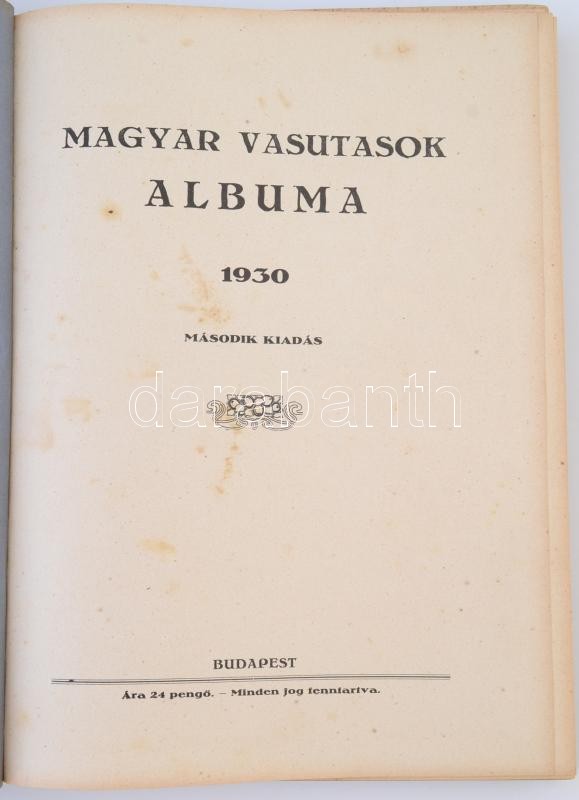 MAGYAR VASUTASOK
ALBUMA
1930
MÁSODIK KIADÁS
darabanth
BUDAPEST
Ára 24 pengő. – Minden jog fenntartva.